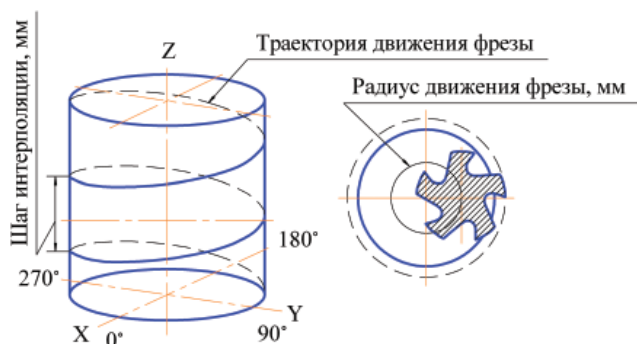 Шаг интерполяции, мм
Z
Траектория движения фрезы
Радиус движения фрезы, мм
180°
270°
X
0°
Y
90°